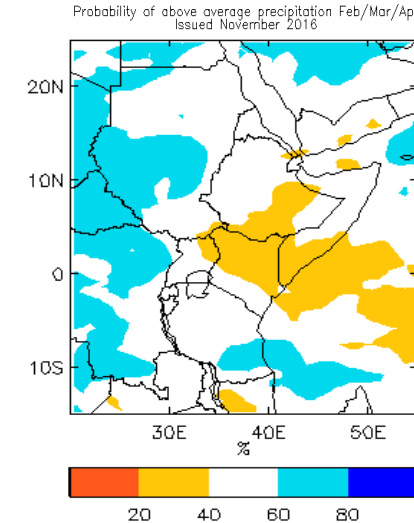 Probability of above average precipitation Feb/Mar/Ap
Issued November 2016
20N
10N
0
10S
30E 40E 50E
%
20 40 60 80